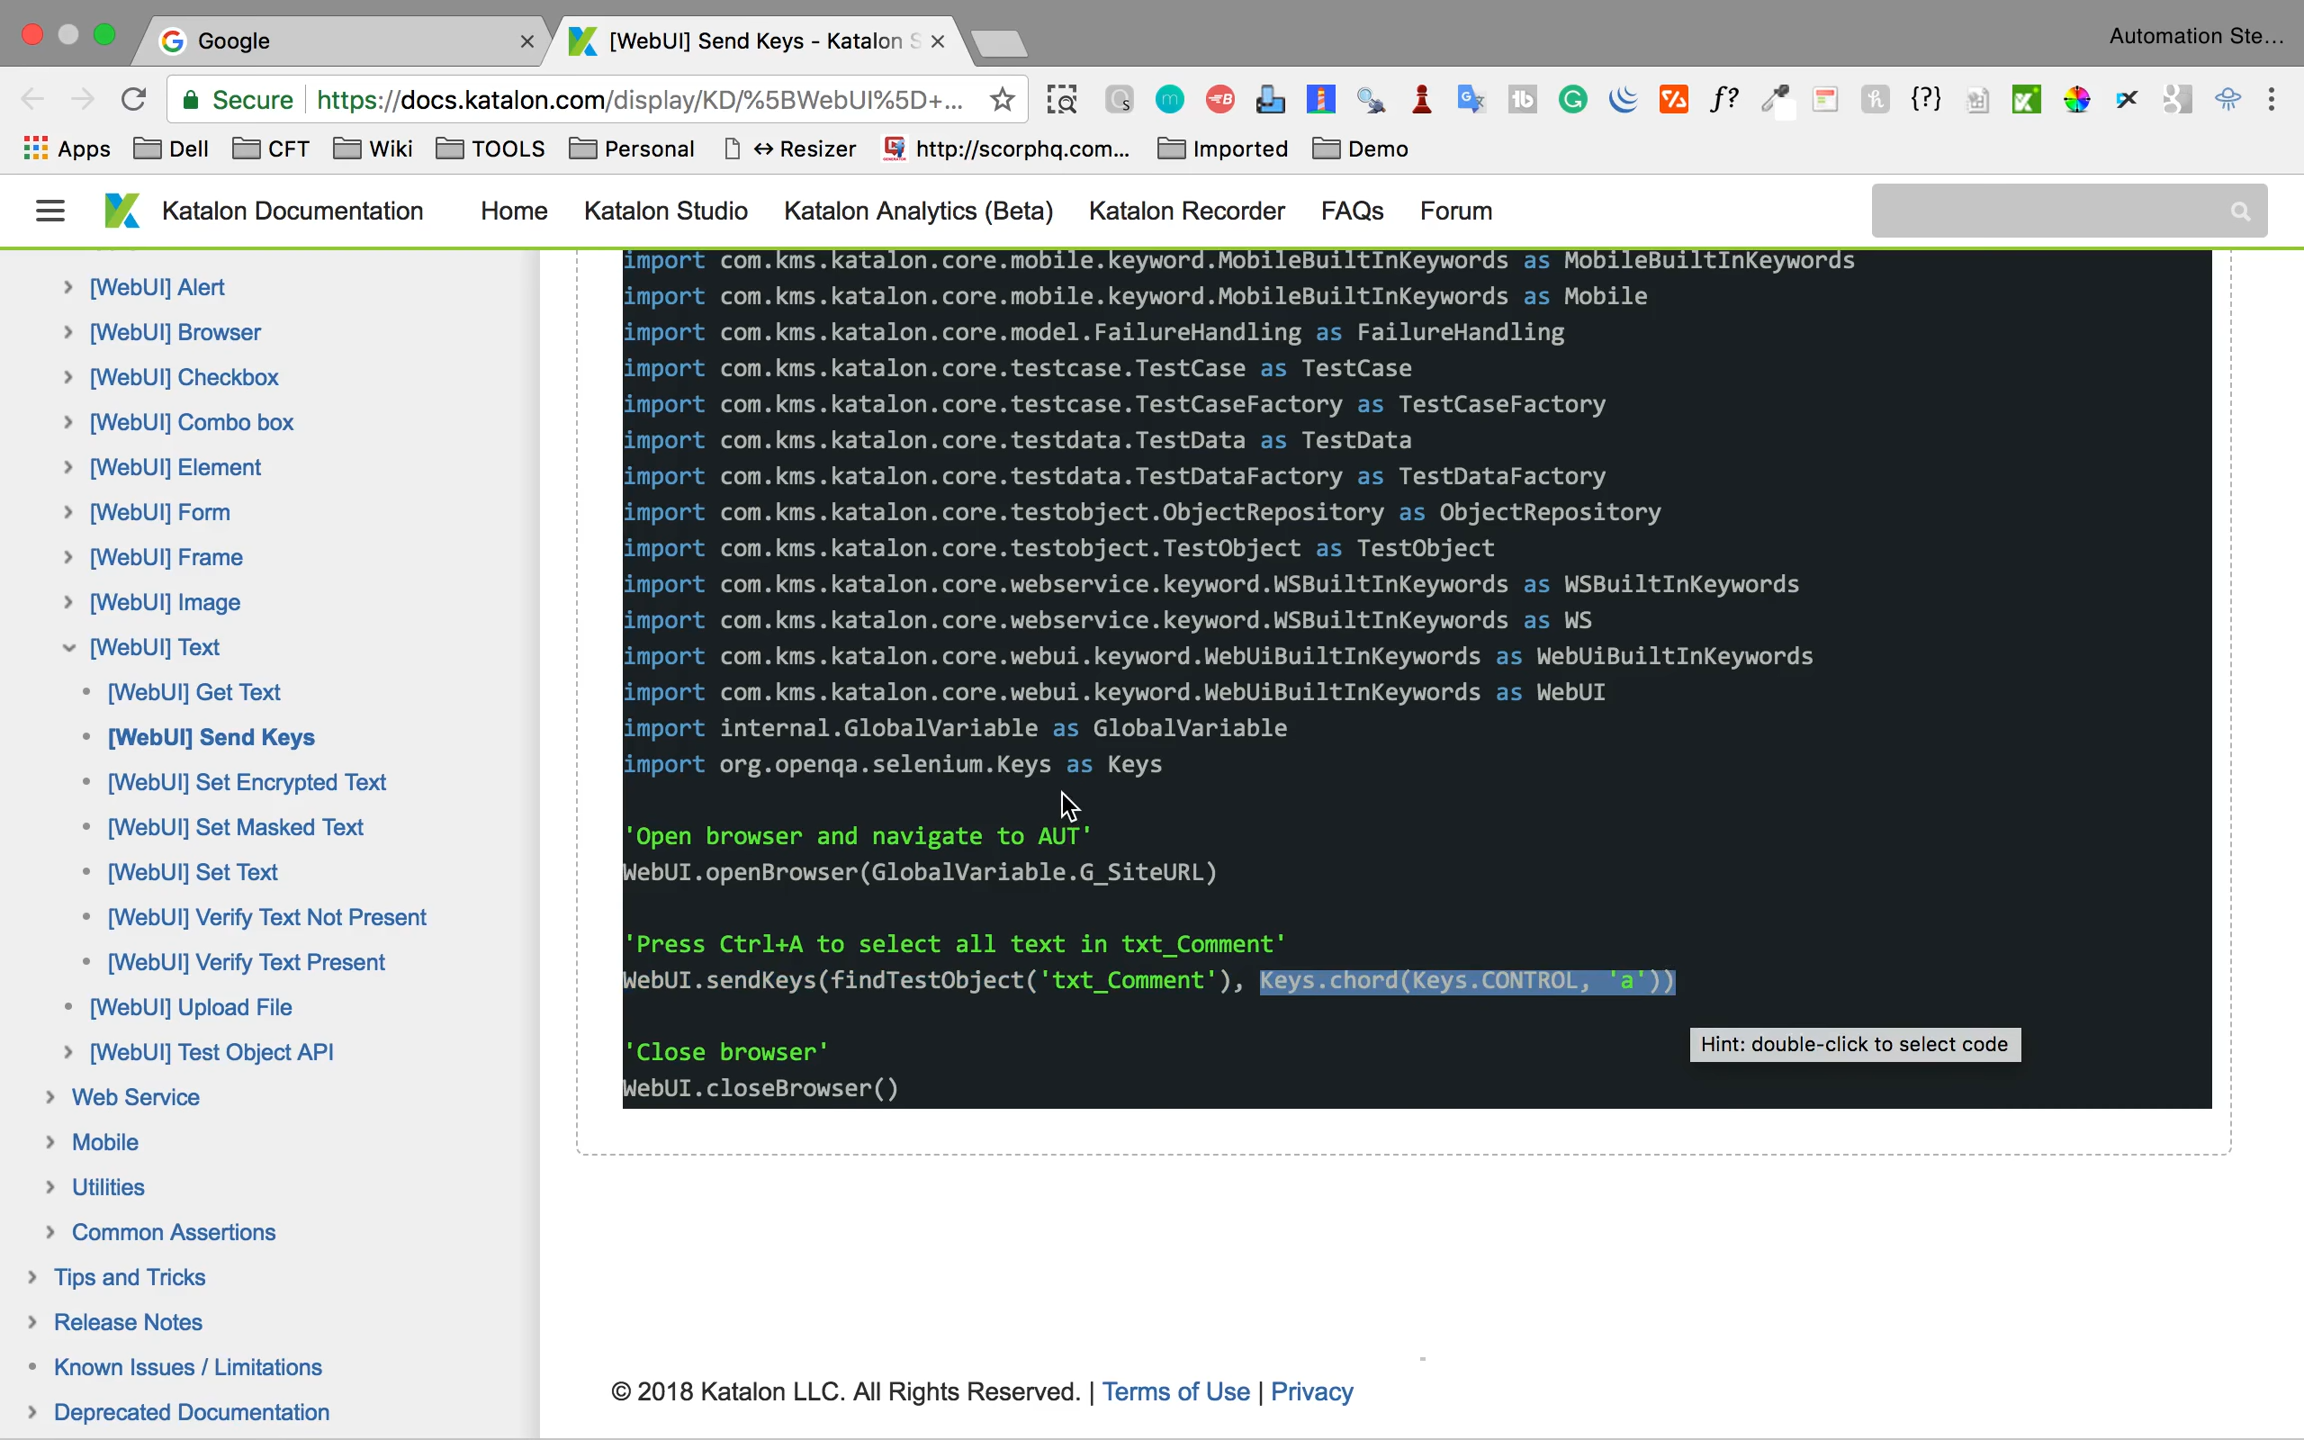 Google
[WebUI] Send Keys - Katalon S
Automation Ste...
Secure
https://docs.katalon.com/display/KD/%5BWebUI%5D+...
Apps
Dell
CFT
Wiki
TOOLS
Personal
↔ Resizer
http://scorphq.com...
Imported
Demo
Katalon Documentation
Home
Katalon Studio
Katalon Analytics (Beta)
Katalon Recorder
FAQs
Forum
[WebUI] Alert
[WebUI] Browser
[WebUI] Checkbox
[WebUI] Combo box
[WebUI] Element
[WebUI] Form
[WebUI] Frame
[WebUI] Image
[WebUI] Text
[WebUI] Get Text
[WebUI] Send Keys
[WebUI] Set Encrypted Text
[WebUI] Set Masked Text
[WebUI] Set Text
[WebUI] Verify Text Not Present
[WebUI] Verify Text Present
[WebUI] Upload File
[WebUI] Test Object API
Web Service
Mobile
Utilities
Common Assertions
Tips and Tricks
Release Notes
Known Issues / Limitations
Deprecated Documentation
import com.kms.katalon.core.mobile.keyword.MobileBuiltInKeywords as MobileBuiltInKeywords
import com.kms.katalon.core.mobile.keyword.MobileBuiltInKeywords as Mobile
import com.kms.katalon.core.model.FailureHandling as FailureHandling
import com.kms.katalon.core.testcase.TestCase as TestCase
import com.kms.katalon.core.testcase.TestCaseFactory as TestCaseFactory
import com.kms.katalon.core.testdata.TestData as TestData
import com.kms.katalon.core.testdata.TestDataFactory as TestDataFactory
import com.kms.katalon.core.testobject.ObjectRepository as ObjectRepository
import com.kms.katalon.core.testobject.TestObject as TestObject
import com.kms.katalon.core.webservice.keyword.WSBuiltInKeywords as WSBuiltInKeywords
import com.kms.katalon.core.webservice.keyword.WSBuiltInKeywords as WS
import com.kms.katalon.core.webui.keyword.WebUiBuiltInKeywords as WebUiBuiltInKeywords
import com.kms.katalon.core.webui.keyword.WebUiBuiltInKeywords as WebUI
import internal.GlobalVariable as GlobalVariable
import org.openqa.selenium.Keys as Keys
'Open browser and navigate to AUT'
WebUI.openBrowser(GlobalVariable.G_SiteURL)
'Press Ctrl+A to select all text in txt_Comment'
WebUI.sendKeys(findTestObject('txt_Comment'), Keys.chord(Keys.CONTROL, 'a'))
Hint: double-click to select code
'Close browser'
WebUI.closeBrowser()
© 2018 Katalon LLC. All Rights Reserved. | Terms of Use | Privacy